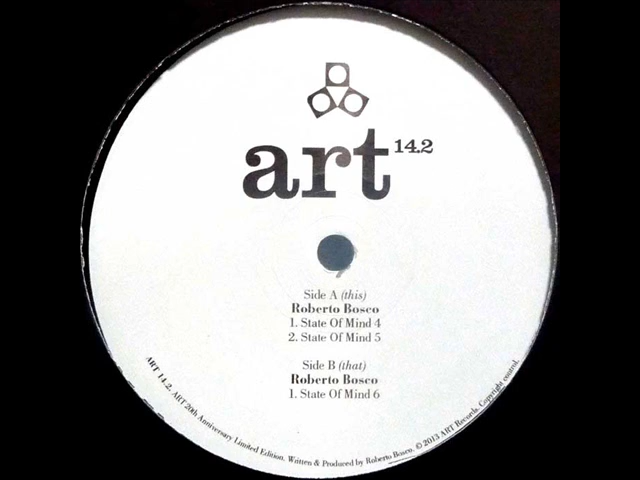 art 14.2
Side A (this)
Roberto Bosco
1. State Of Mind 4
2. State Of Mind 5
Side B (that)
Roberto Bosco
1. State Of Mind 6
ART 14.2. ART 20th Anniversary Limited Edition. Written & Produced by Roberto Bosco. © 2013 ART Records. Copyright control.